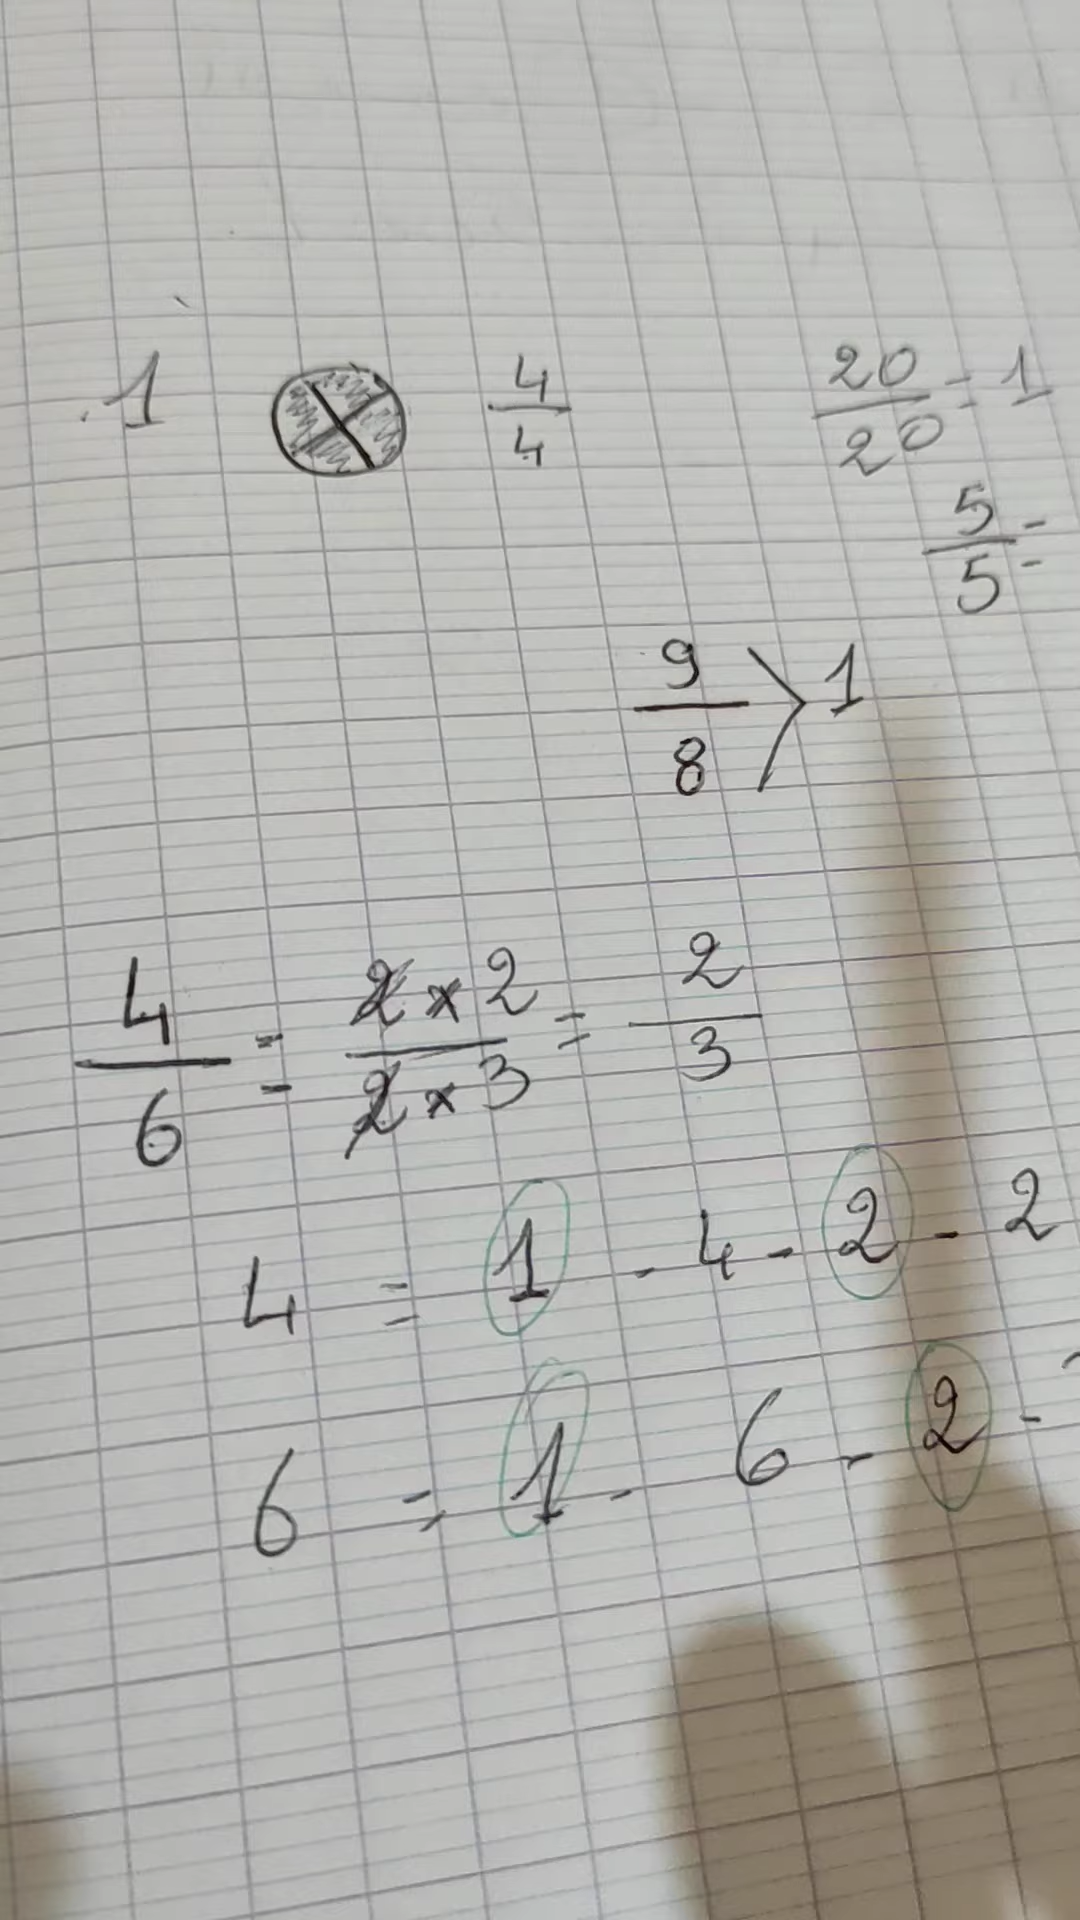 1 4/4 20/20 = 1
5/5 =
9/8 > 1
4/6 = 2 × 2/2 × 3 = 2/3
4 = 1 - 4 - 2 - 2
6 = 1 - 6 - 2 -